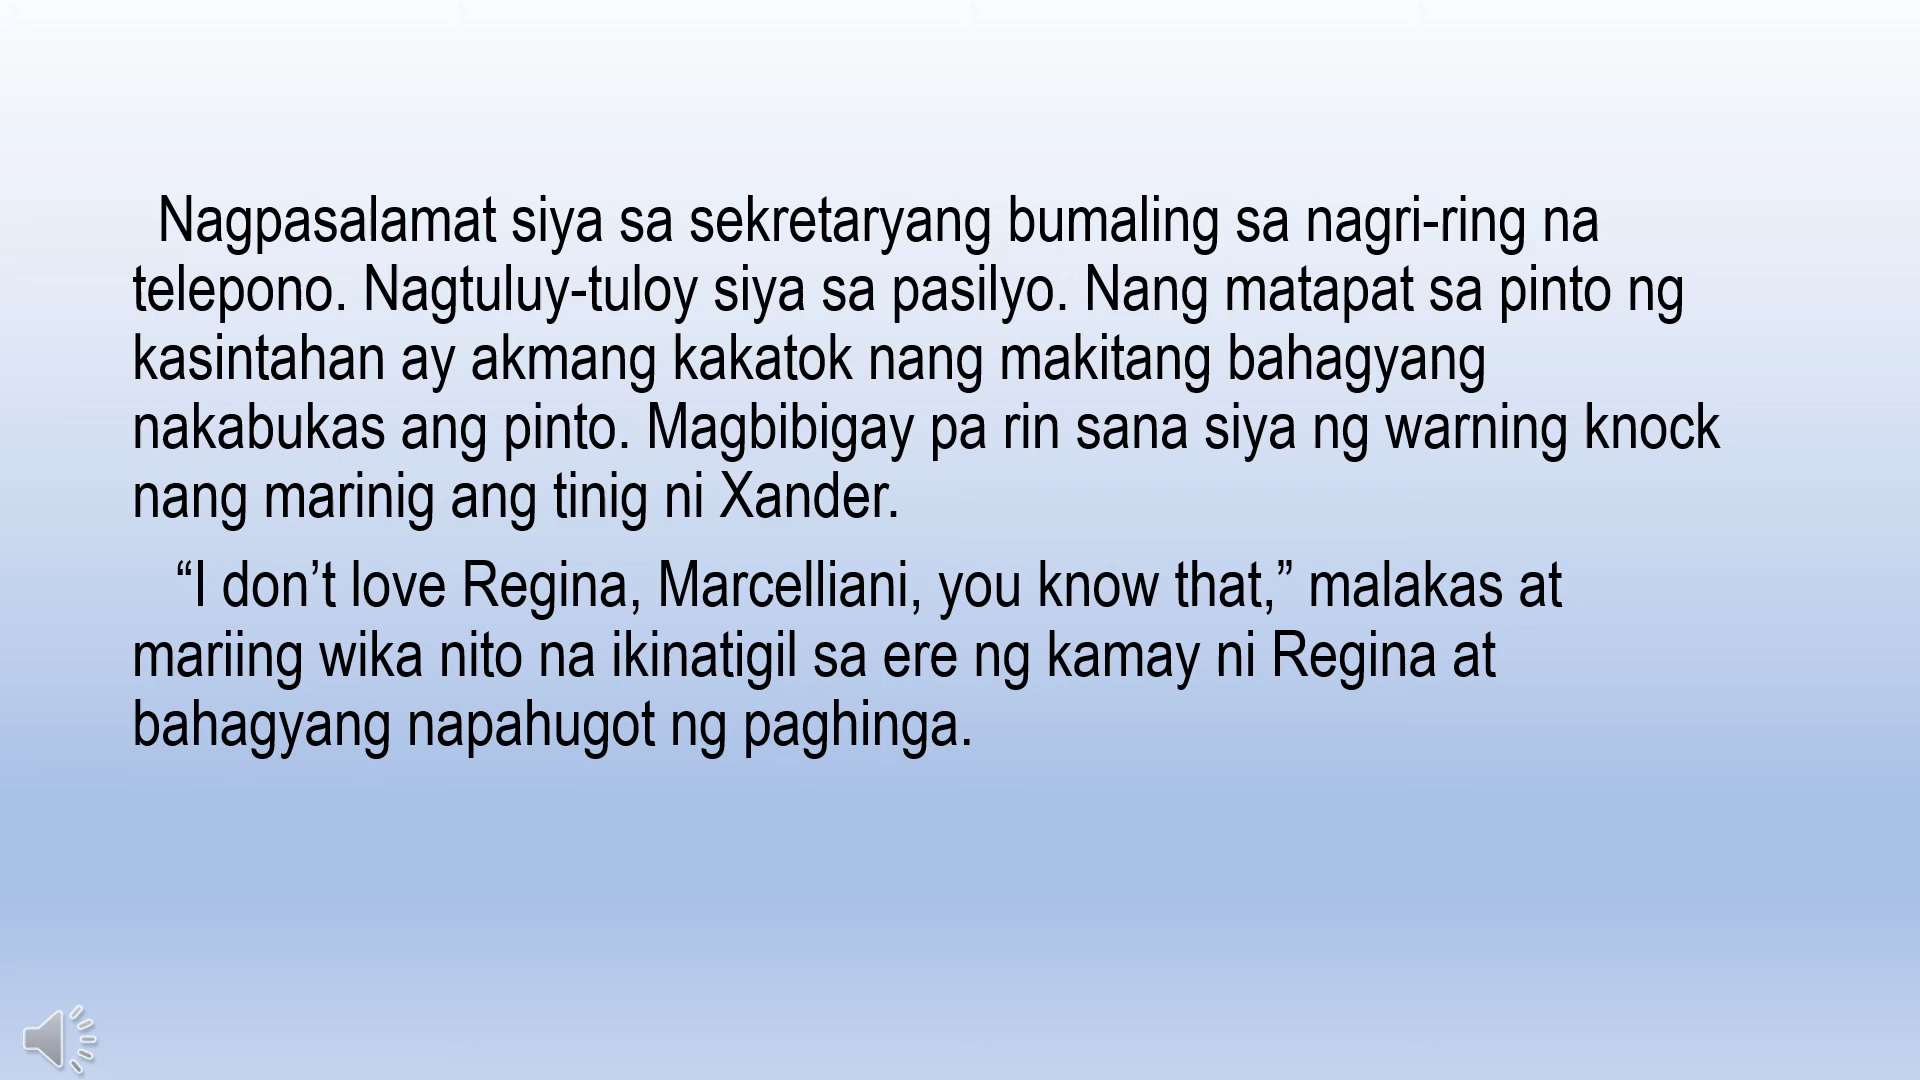 Nagpasalamat siya sa sekretaryang bumaling sa nagri-ring na
telepono. Nagtuluy-tuloy siya sa pasilyo. Nang matapat sa pinto ng
kasintahan ay akmang kakatok nang makitang bahagyang
nakabukas ang pinto. Magbibigay pa rin sana siya ng warning knock
nang marinig ang tinig ni Xander.
“I don’t love Regina, Marcelliani, you know that,” malakas at
mariing wika nito na ikinatigil sa ere ng kamay ni Regina at
bahagyang napahugot ng paghinga.